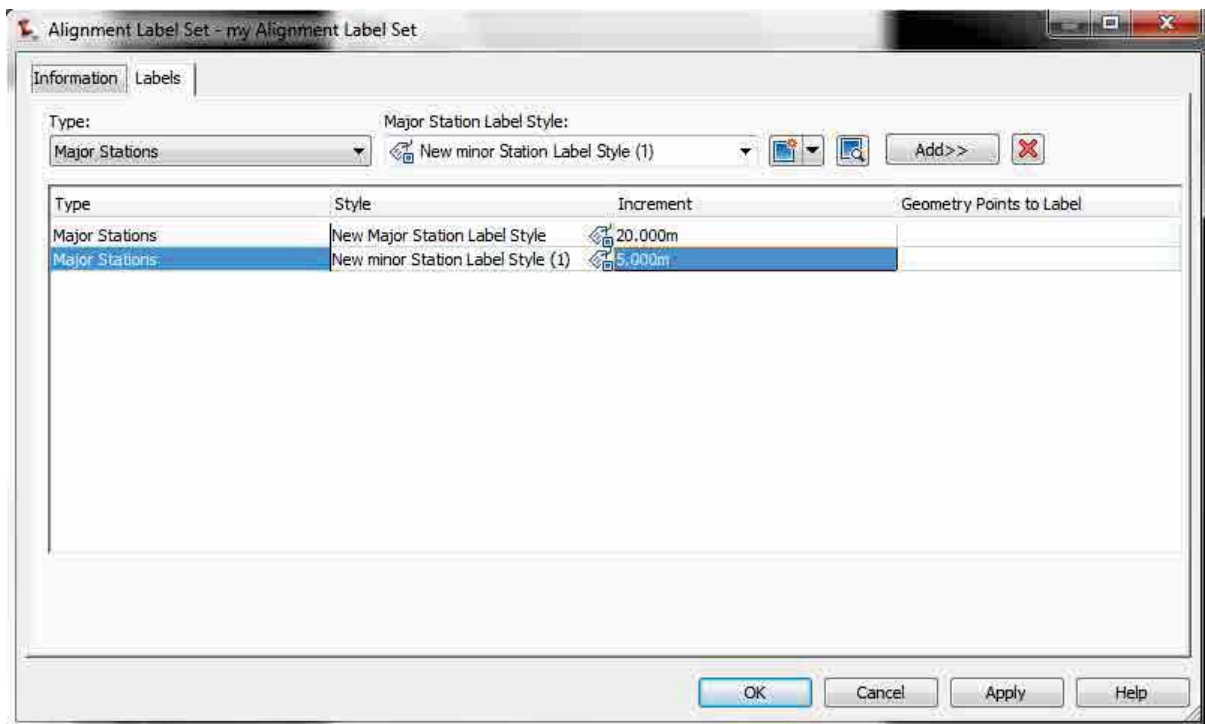 Alignment Label Set - my Alignment Label Set
Information Labels
Type: Major Station Label Style:
Major Stations New minor Station Label Style (1) Add>>
Type Style Increment Geometry Points to Label
Major Stations New Major Station Label Style 20.000m
Major Stations New minor Station Label Style (1) 5.000m
OK Cancel Apply Help